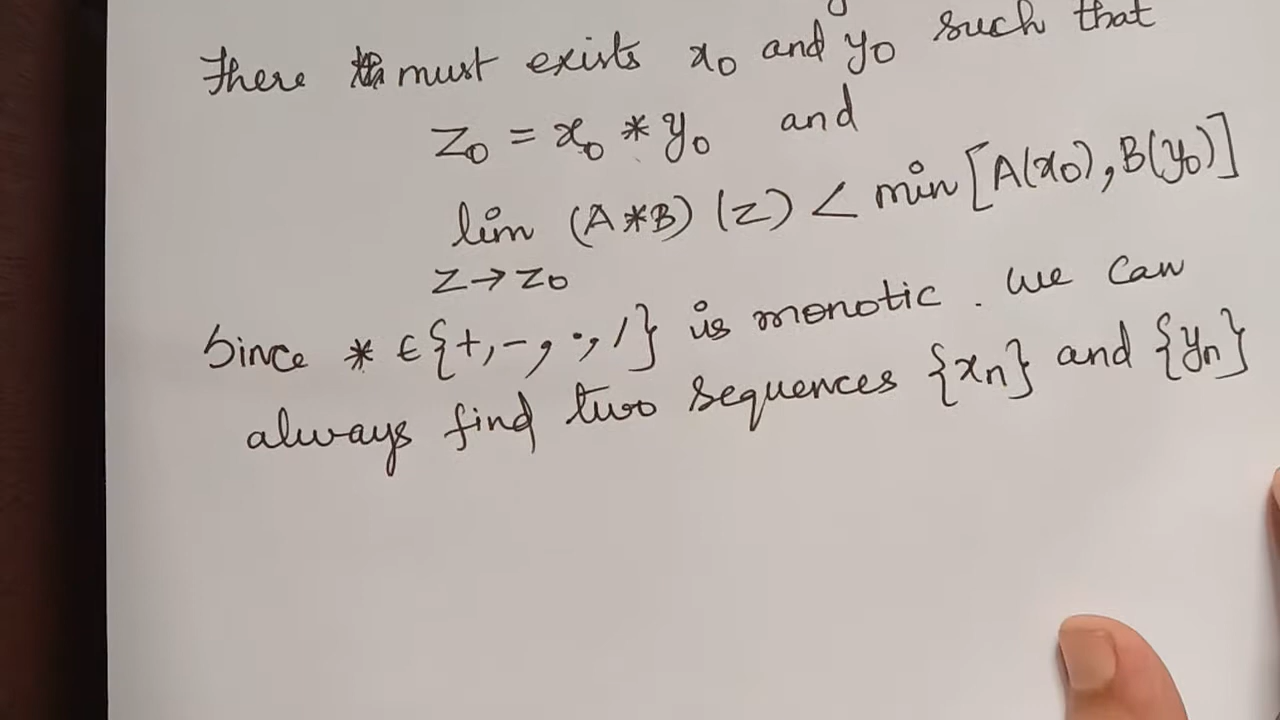 There must exists x₀ and y₀ such that
z₀ = x₀ * y₀ and
lim (A*B) (z) < min [A(x₀), B(y₀)]
z → z₀
Since * ∈ {+, -, ·, /} is monotic. we can
always find two sequences {xₙ} and {yₙ}